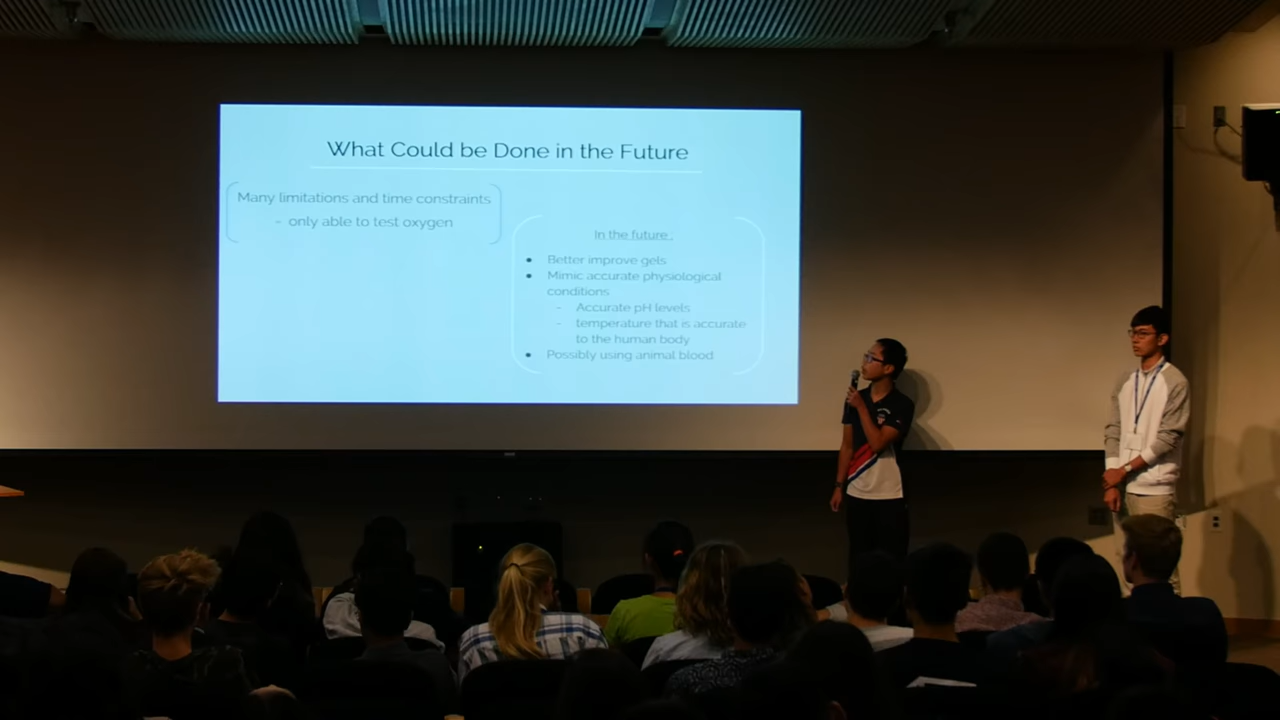 What Could be Done in the Future
Many limitations and time constraints
- only able to test oxygen
In the future :
• Better improve gels
• Mimic accurate physiological
conditions
- Accurate pH levels
- temperature that is accurate
to the human body
• Possibly using animal blood